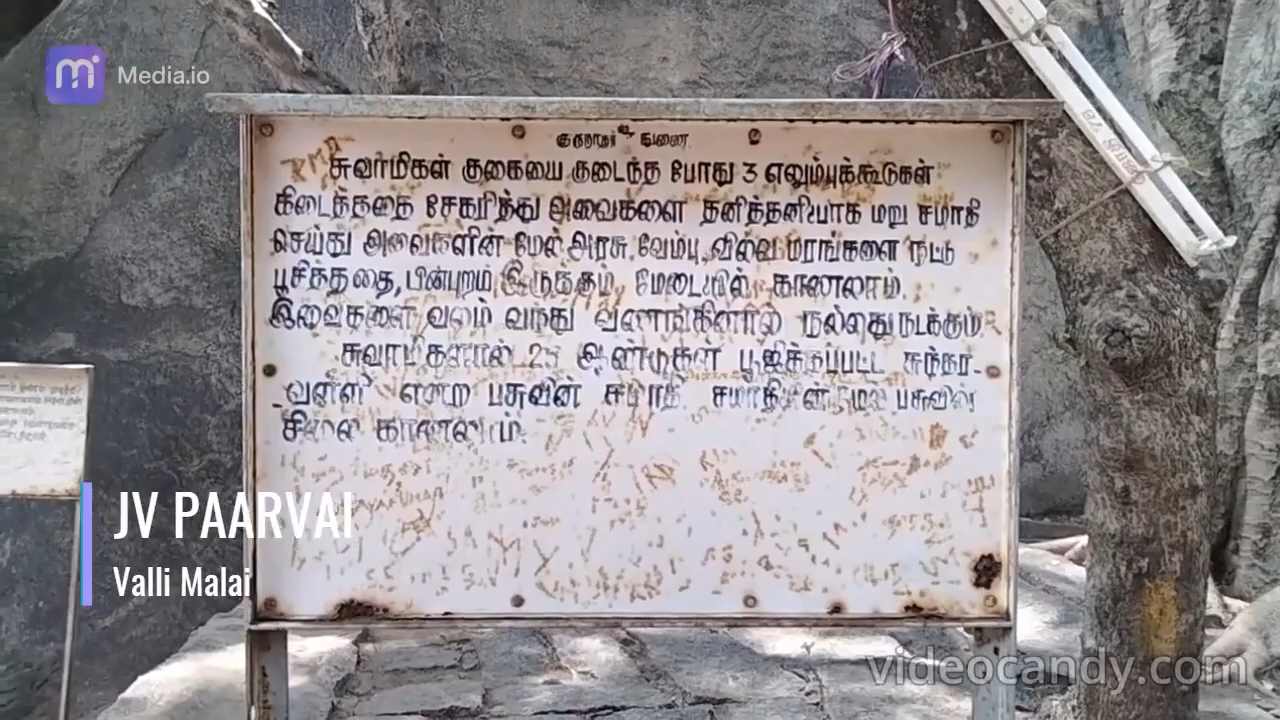 Media.io
குருநாதர் துணை
சுவாமிகள் குகையை குடைந்த போது 3 எலும்புக்கூடுகள்
கிடைத்ததை சேகரித்து அவைகளை தனித்தனியாக மறு சமாதி
செய்து அவைகளின் மேல் அரசு, வேம்பு, வில்வ மரங்களை நட்டு
பூசித்ததை, பின்புறம் இருக்கும் மேடையில் காணலாம்.
இவைகளை வலம் வந்து வணங்கினால் நல்லது நடக்கும்
சுவாமிகளால் 25 ஆண்டுகள் பூஜிக்கப்பட்ட சுந்தர-
வள்ளி என்ற பசுவின் சமாதி. சமாதியின் மேல் பசுவின்
சிலை காணலாம்.
JV PAARVAI
Valli Malai
videocandy.com